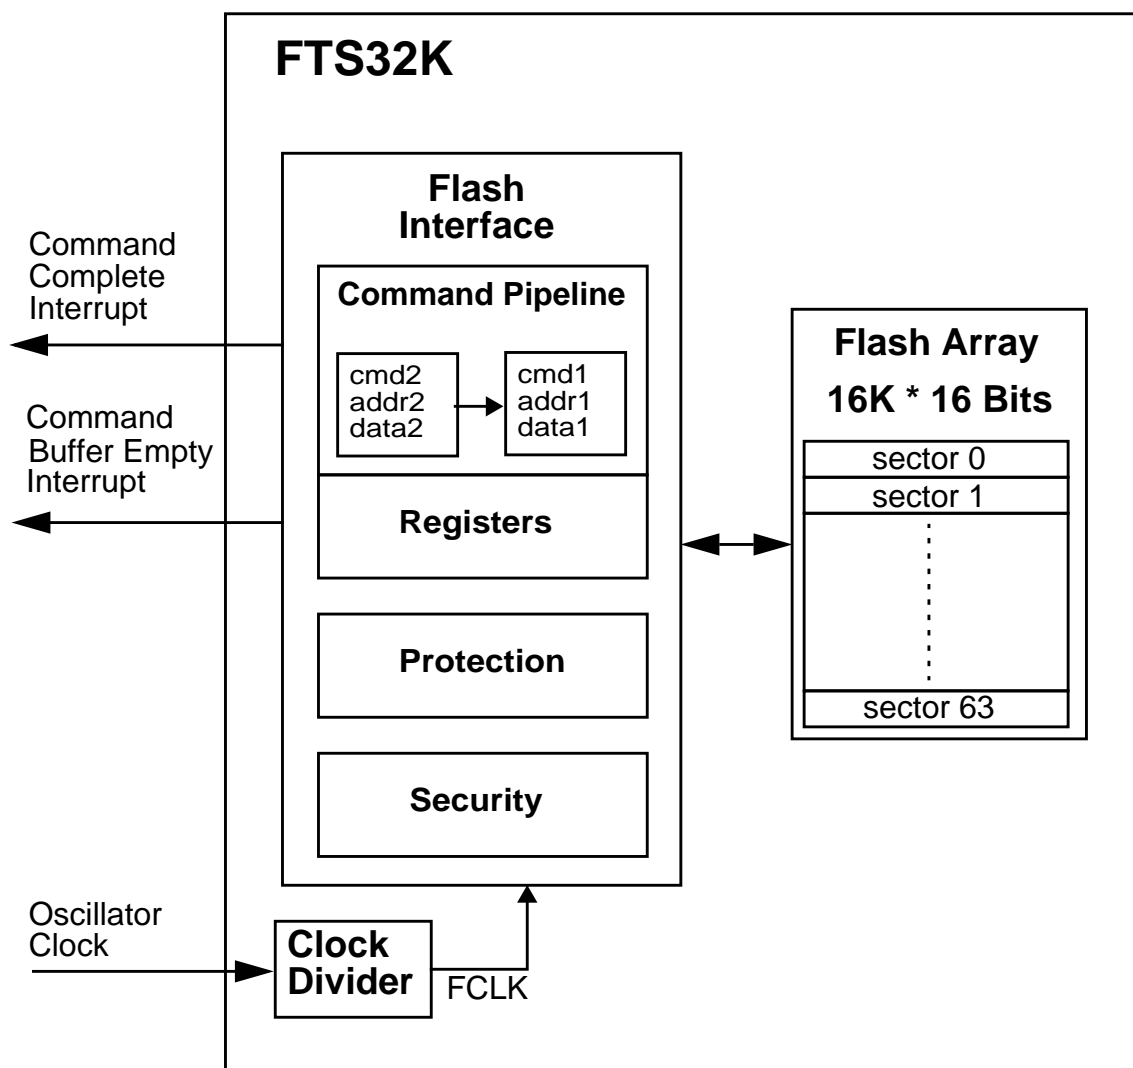 FTS32K
Flash
Interface
Command
Complete
Interrupt
Command Pipeline
cmd2
addr2
data2
cmd1
addr1
data1
Flash Array
16K * 16 Bits
sector 0
sector 1
sector 63
Command
Buffer Empty
Interrupt
Registers
Protection
Security
Oscillator
Clock
Clock
Divider
FCLK